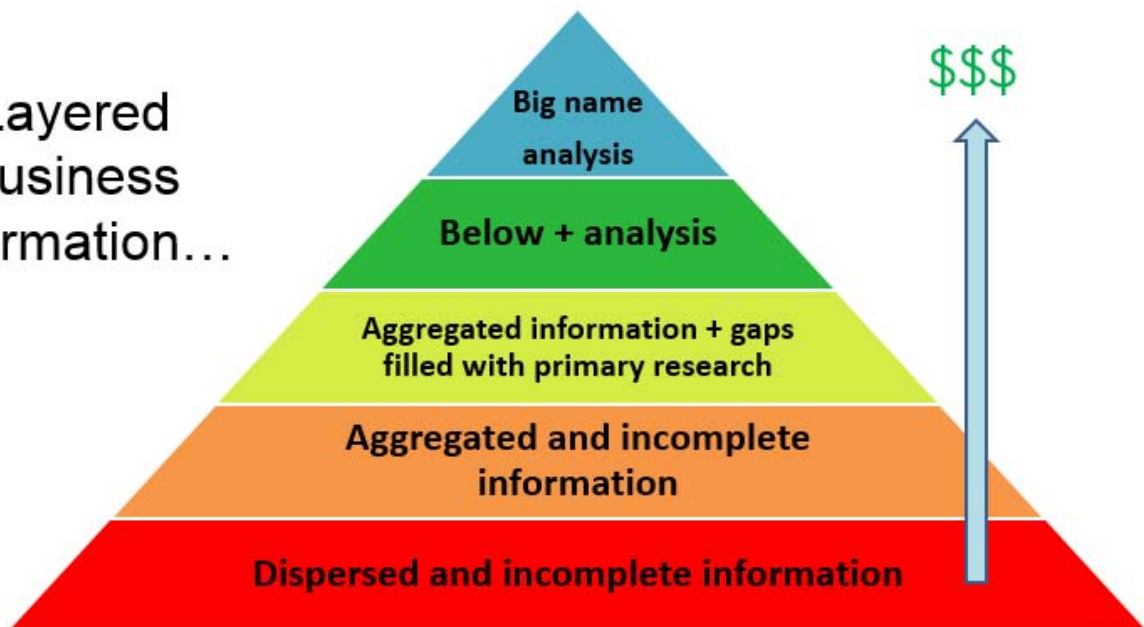 ayered
usiness
rmation…
$$$
Big name
analysis
Below + analysis
Aggregated information + gaps
filled with primary research
Aggregated and incomplete
information
Dispersed and incomplete information